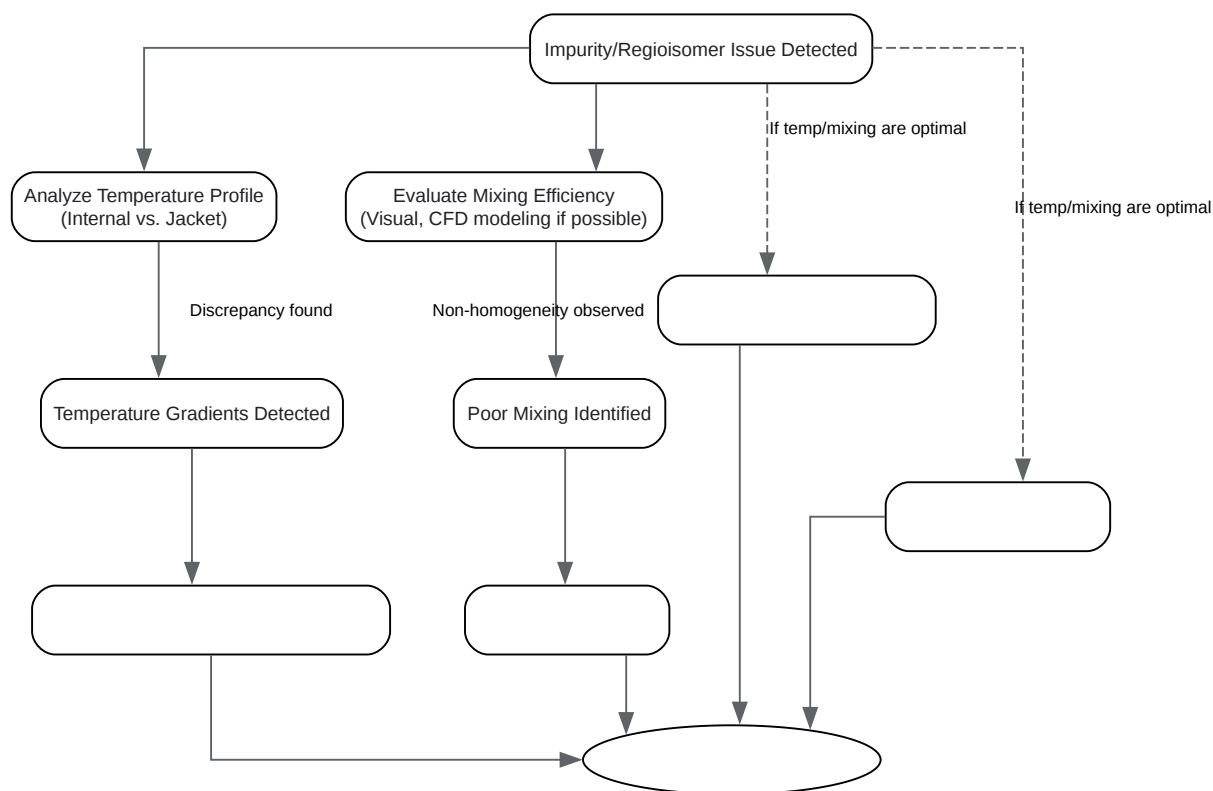 Impurity/Regioisomer Issue Detected
If temp/mixing are optimal
Analyze Temperature Profile
(Internal vs. Jacket)
Evaluate Mixing Efficiency
(Visual, CFD modeling if possible)
If temp/mixing are optimal
Discrepancy found
Non-homogeneity observed
Temperature Gradients Detected
Poor Mixing Identified